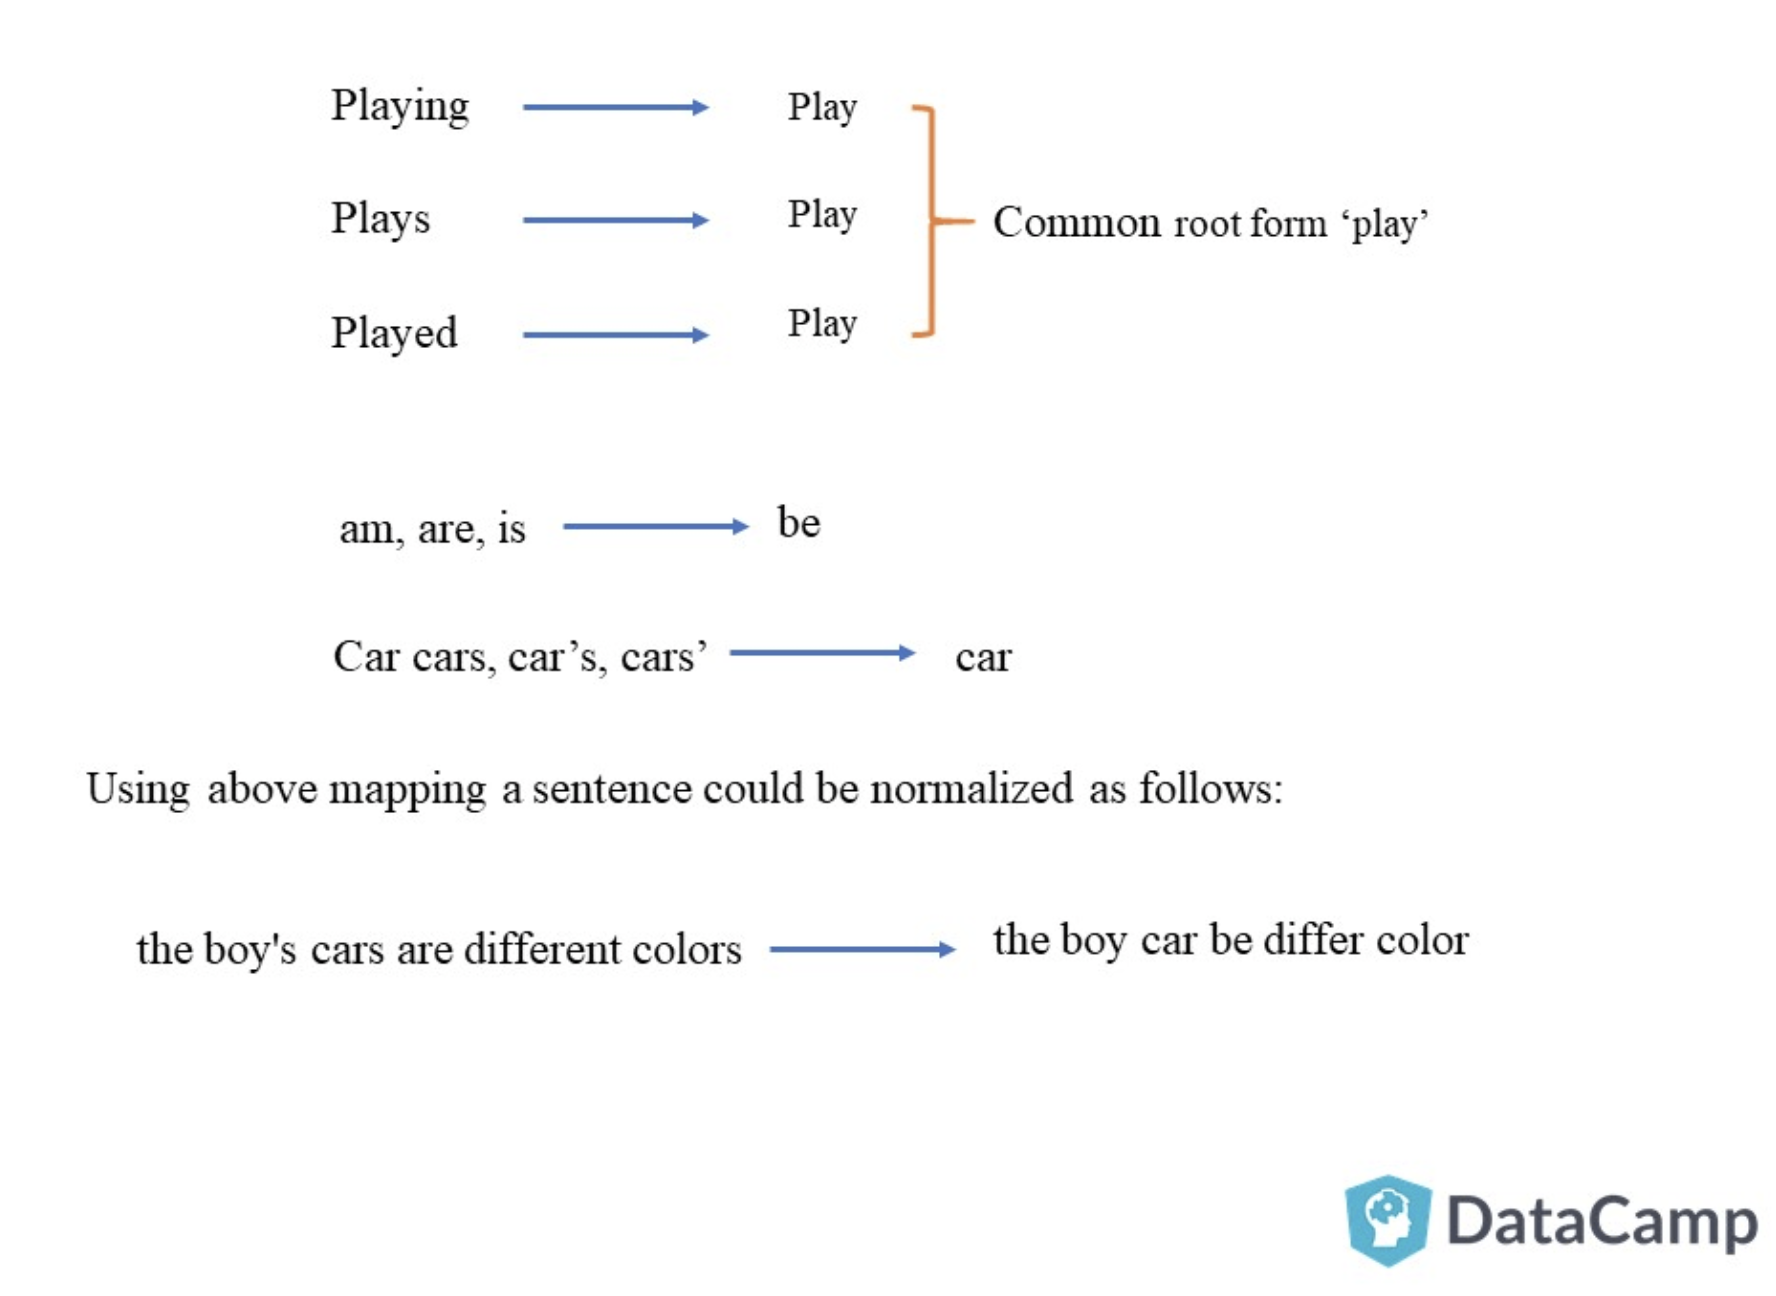 Playing Play
Plays Play Common root form ‘play’
Played Play
am, are, is be
Car cars, car’s, cars’ car
Using above mapping a sentence could be normalized as follows:
the boy's cars are different colors the boy car be differ color
DataCamp